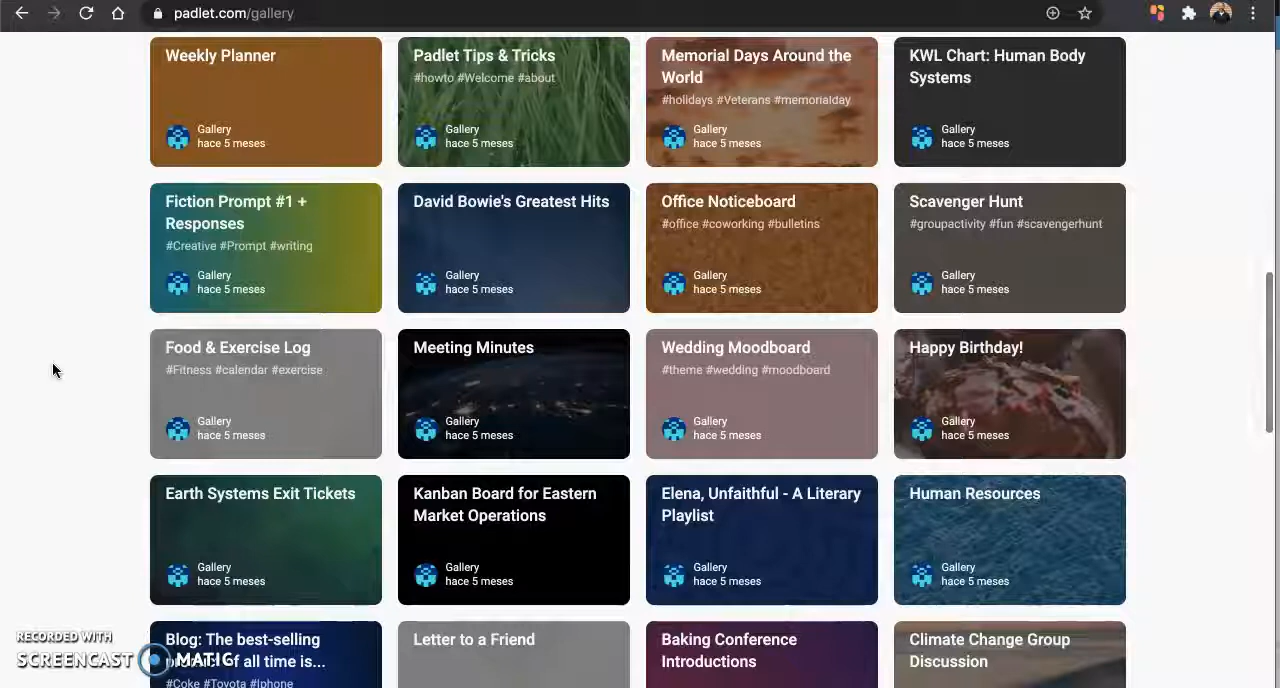 padlet.com/gallery
Weekly Planner
Gallery
hace 5 meses
Padlet Tips & Tricks
#howto #Welcome #about
Gallery
hace 5 meses
Memorial Days Around the
World
#holidays #Veterans #memorialday
Gallery
hace 5 meses
KWL Chart: Human Body
Systems
Gallery
hace 5 meses
Fiction Prompt #1 +
Responses
#Creative #Prompt #writing
Gallery
hace 5 meses
David Bowie's Greatest Hits
Gallery
hace 5 meses
Office Noticeboard
#office #coworking #bulletins
Gallery
hace 5 meses
Scavenger Hunt
#groupactivity #fun #scavengerhunt
Gallery
hace 5 meses
Food & Exercise Log
#Fitness #calendar #exercise
Gallery
hace 5 meses
Meeting Minutes
Gallery
hace 5 meses
Wedding Moodboard
#theme #wedding #moodboard
Gallery
hace 5 meses
Happy Birthday!
Gallery
hace 5 meses
Earth Systems Exit Tickets
Gallery
hace 5 meses
Kanban Board for Eastern
Market Operations
Gallery
hace 5 meses
Elena, Unfaithful - A Literary
Playlist
Gallery
hace 5 meses
Human Resources
Gallery
hace 5 meses
Blog: The best-selling
of all time is...
#Coke #Toyota #Iphone
Letter to a Friend
Baking Conference
Introductions
Climate Change Group
Discussion
RECORDED WITH
SCREENCAST MATIC